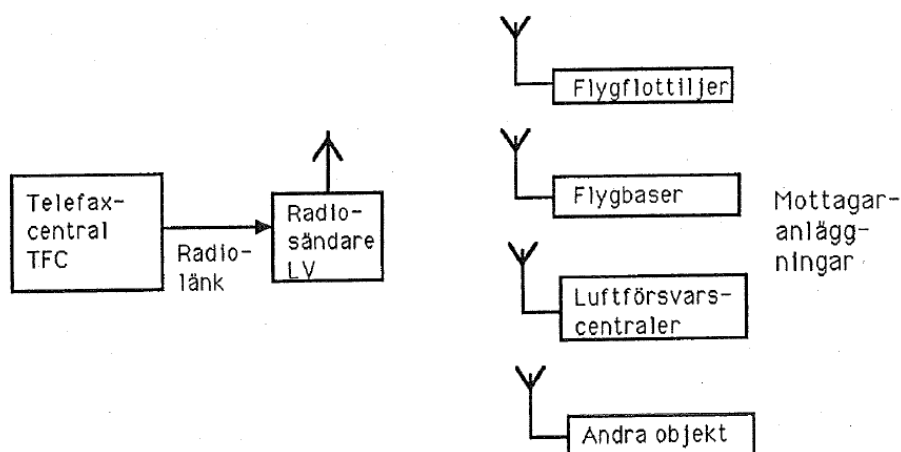 Telefax-
central
TFC
Radio-
länk
Radio-
sändare
LV
Flygflottiljer
Flygbaser
Luftförsvars-
centraler
Andra objekt
Mottagar-
anlägg-
ningar